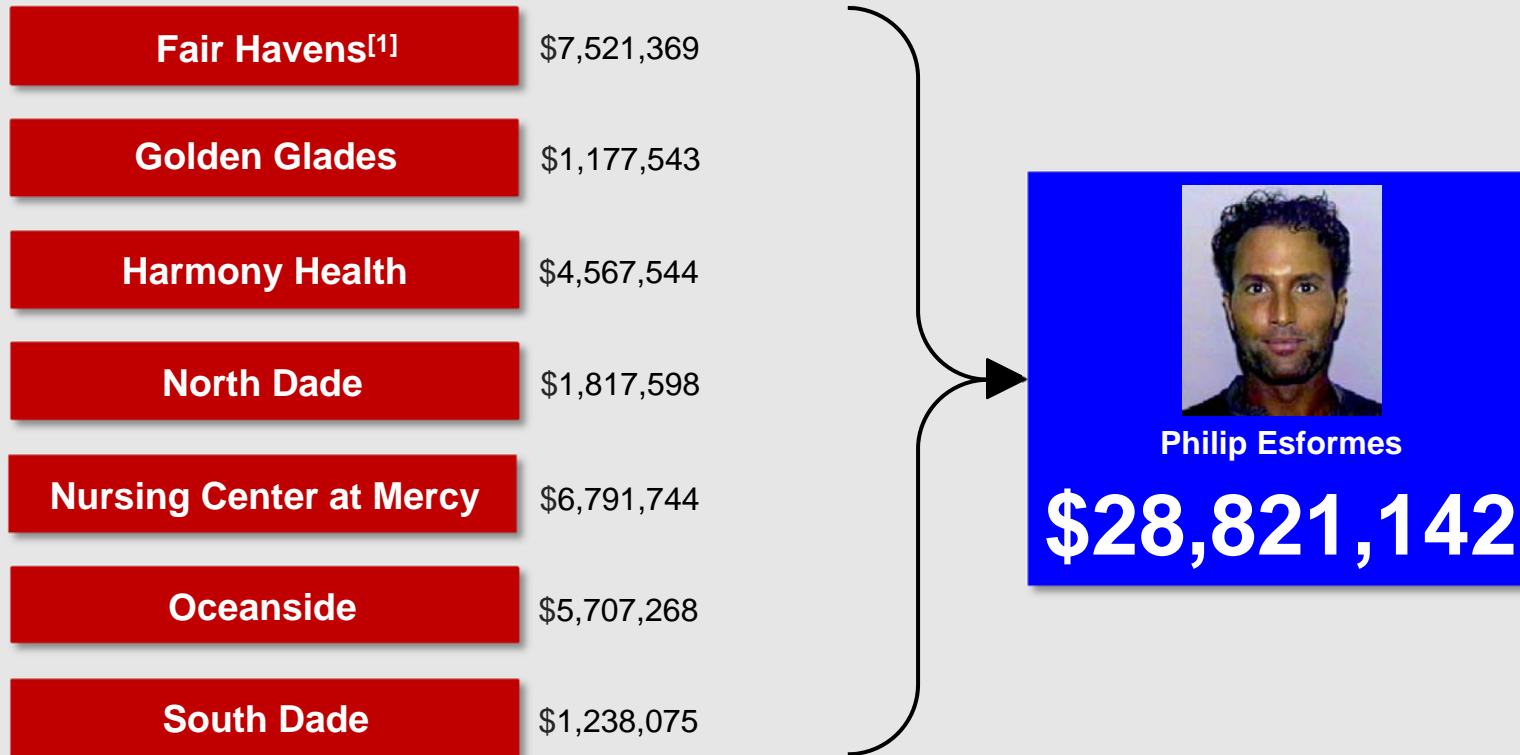 Fair Havens[1] $7,521,369
Golden Glades $1,177,543
Harmony Health $4,567,544
North Dade $1,817,598
Nursing Center at Mercy $6,791,744
Oceanside $5,707,268
South Dade $1,238,075
Philip Esformes
$28,821,142